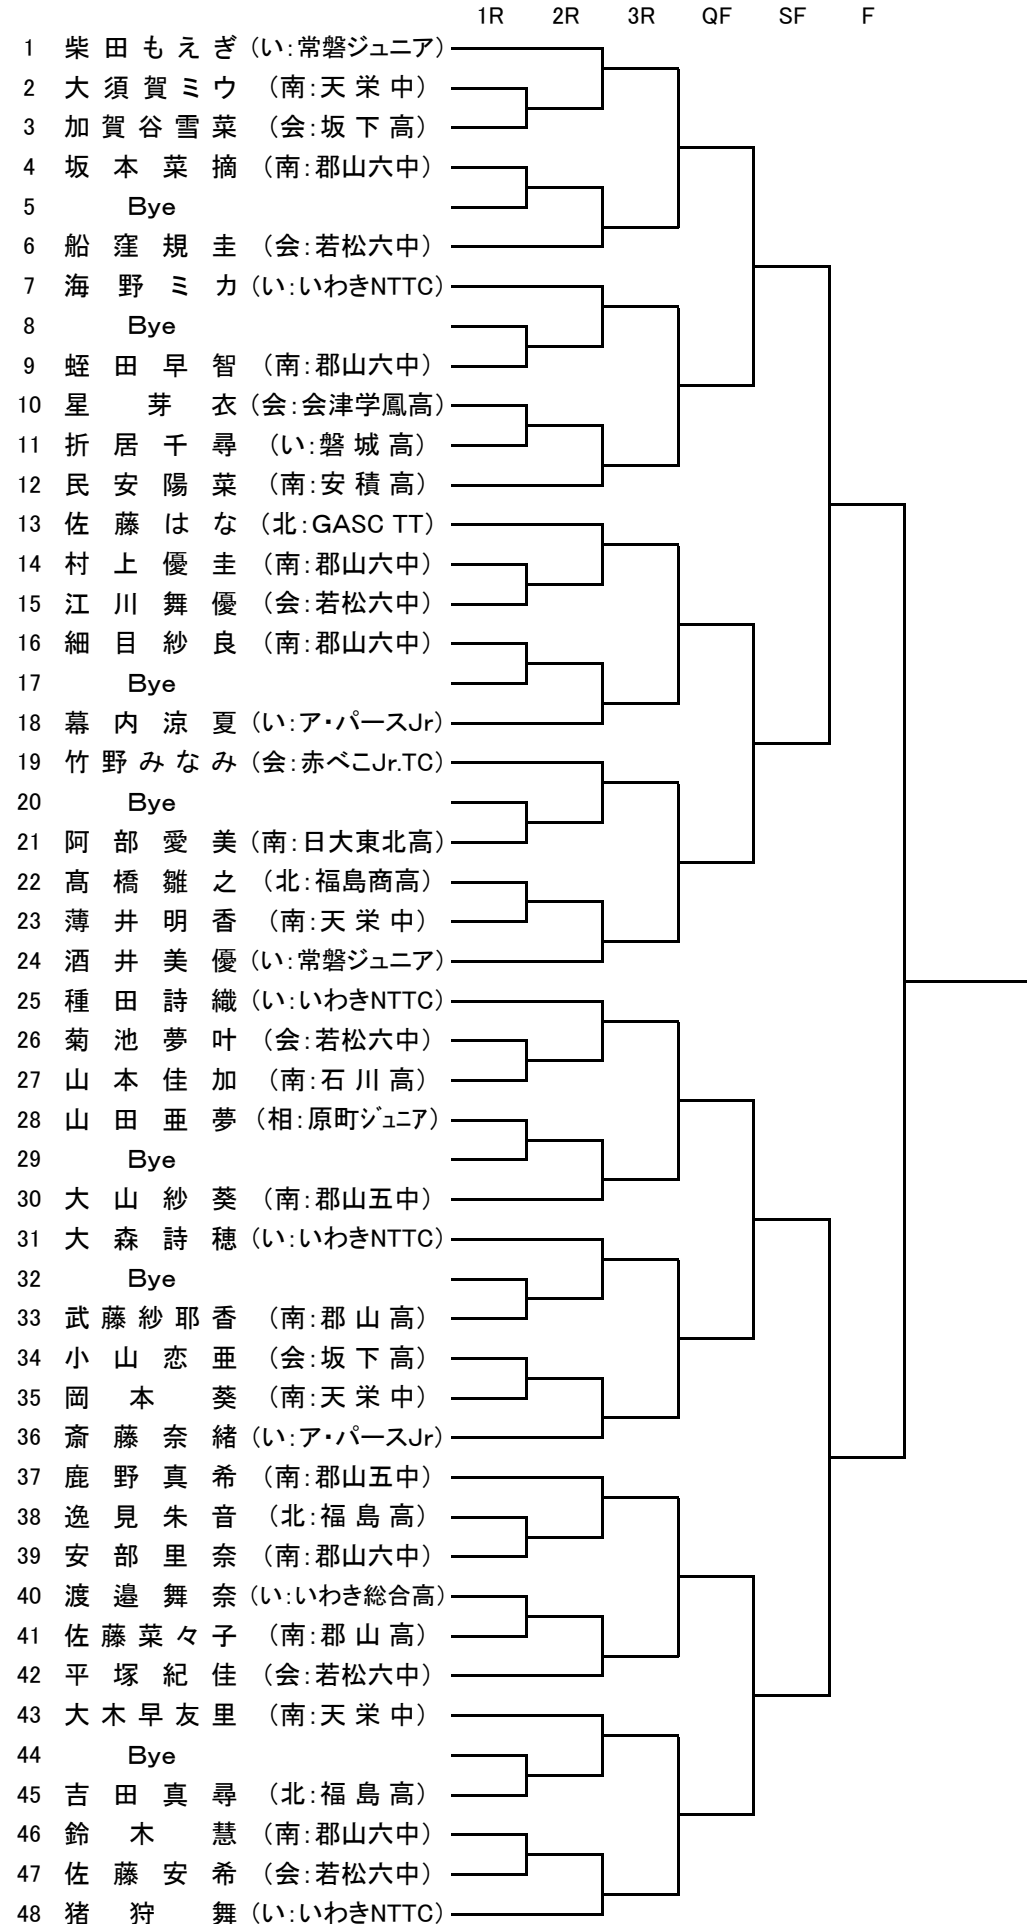 1R 2R 3R QF SF F
1 柴田もえぎ (い：常磐ジュニア)
2 大須賀ミウ (南：天栄中)
3 加賀谷雪菜 (会：坂下高)
4 坂本菜摘 (南：郡山六中)
5 Bye
6 船窪規圭 (会：若松六中)
7 海野ミカ (い：いわきNTTC)
8 Bye
9 蛭田早智 (南：郡山六中)
10 星芽衣 (会：会津学鳳高)
11 折居千尋 (い：磐城高)
12 民安陽菜 (南：安積高)
13 佐藤はな (北：GASC TT)
14 村上優圭 (南：郡山六中)
15 江川舞優 (会：若松六中)
16 細目紗良 (南：郡山六中)
17 Bye
18 幕内涼夏 (い：ア・パースJr)
19 竹野みなみ (会：赤べこJr.TC)
20 Bye
21 阿部愛美 (南：日大東北高)
22 髙橋雛之 (北：福島商高)
23 薄井明香 (南：天栄中)
24 酒井美優 (い：常磐ジュニア)
25 種田詩織 (い：いわきNTTC)
26 菊池夢叶 (会：若松六中)
27 山本佳加 (南：石川高)
28 山田亜夢 (相：原町ｼﾞｭﾆｱ)
29 Bye
30 大山紗葵 (南：郡山五中)
31 大森詩穂 (い：いわきNTTC)
32 Bye
33 武藤紗耶香 (南：郡山高)
34 小山恋亜 (会：坂下高)
35 岡本葵 (南：天栄中)
36 斎藤奈緒 (い：ア・パースJr)
37 鹿野真希 (南：郡山五中)
38 逸見朱音 (北：福島高)
39 安部里奈 (南：郡山六中)
40 渡邉舞奈 (い：いわき総合高)
41 佐藤菜々子 (南：郡山高)
42 平塚紀佳 (会：若松六中)
43 大木早友里 (南：天栄中)
44 Bye
45 吉田真尋 (北：福島高)
46 鈴木慧 (南：郡山六中)
47 佐藤安希 (会：若松六中)
48 猪狩舞 (い：いわきNTTC)